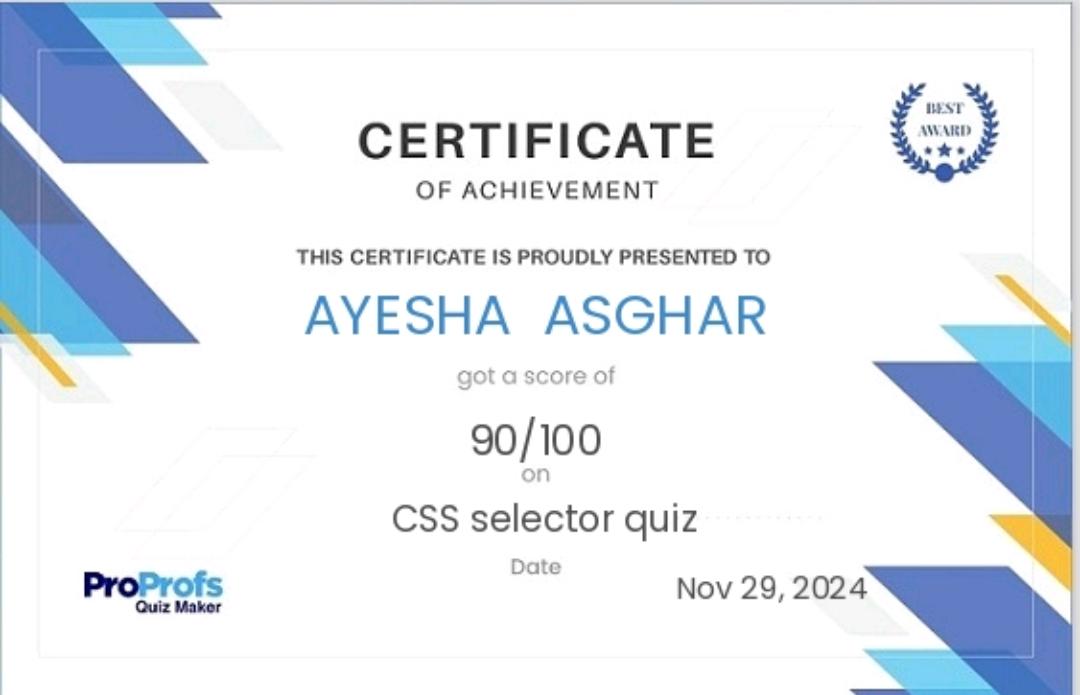 BEST
AWARD
CERTIFICATE
OF ACHIEVEMENT
THIS CERTIFICATE IS PROUDLY PRESENTED TO
AYESHA ASGHAR
got a score of
90/100
on
CSS selector quiz
Date
Nov 29, 2024
ProProfs
Quiz Maker